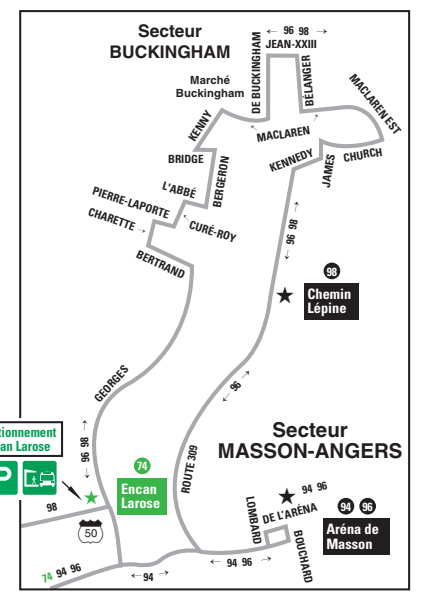 Secteur
BUCKINGHAM
← 96 98 →
JEAN-XXIII
DE BUCKINGHAM
BÉLANGER
Marché
Buckingham
KENNY
← MACLAREN →
MACLAREN EST
BRIDGE
KENNEDY
JAMES
CHURCH
L'ABBÉ
BERGERON
PIERRE-LAPORTE
CHARETTE →
← CURÉ-ROY
BERTRAND
← 96 98 →
98
Chemin
Lépine
GEORGES
← 96 →
← 96 98 →
ROUTE 309
Secteur
MASSON-ANGERS
Encan Larose
P
74
Encan
Larose
98
50
94 96
LOMBARD
DE L'ARÉNA
BOUCHARD
94 96
Aréna de
Masson
74 94 96
← 94 →
← 94 96 →